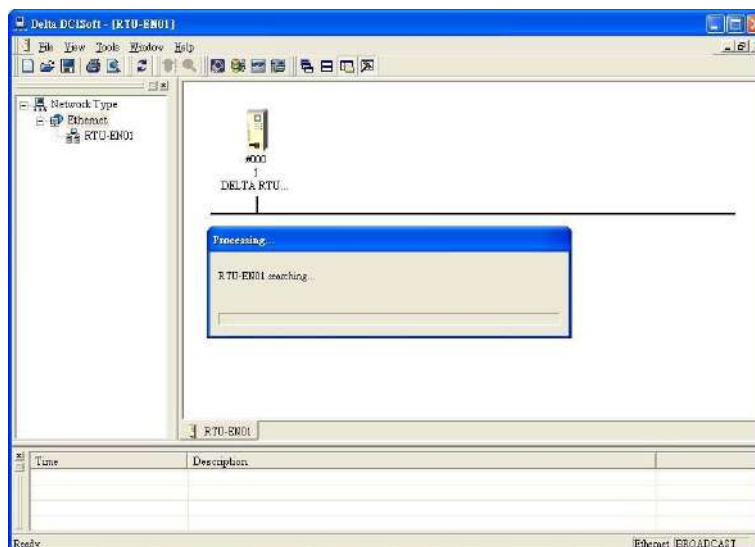 Delta DCISoft - [RTU-EN01]
File View Tools Window Help
Network Type
Ethernet
RTU-EN01
#000
1
DELTA RTU...
Processing...
RTU-EN01 searching...
RTU-EN01
Time Description
Ready Ethernet BROADCAST